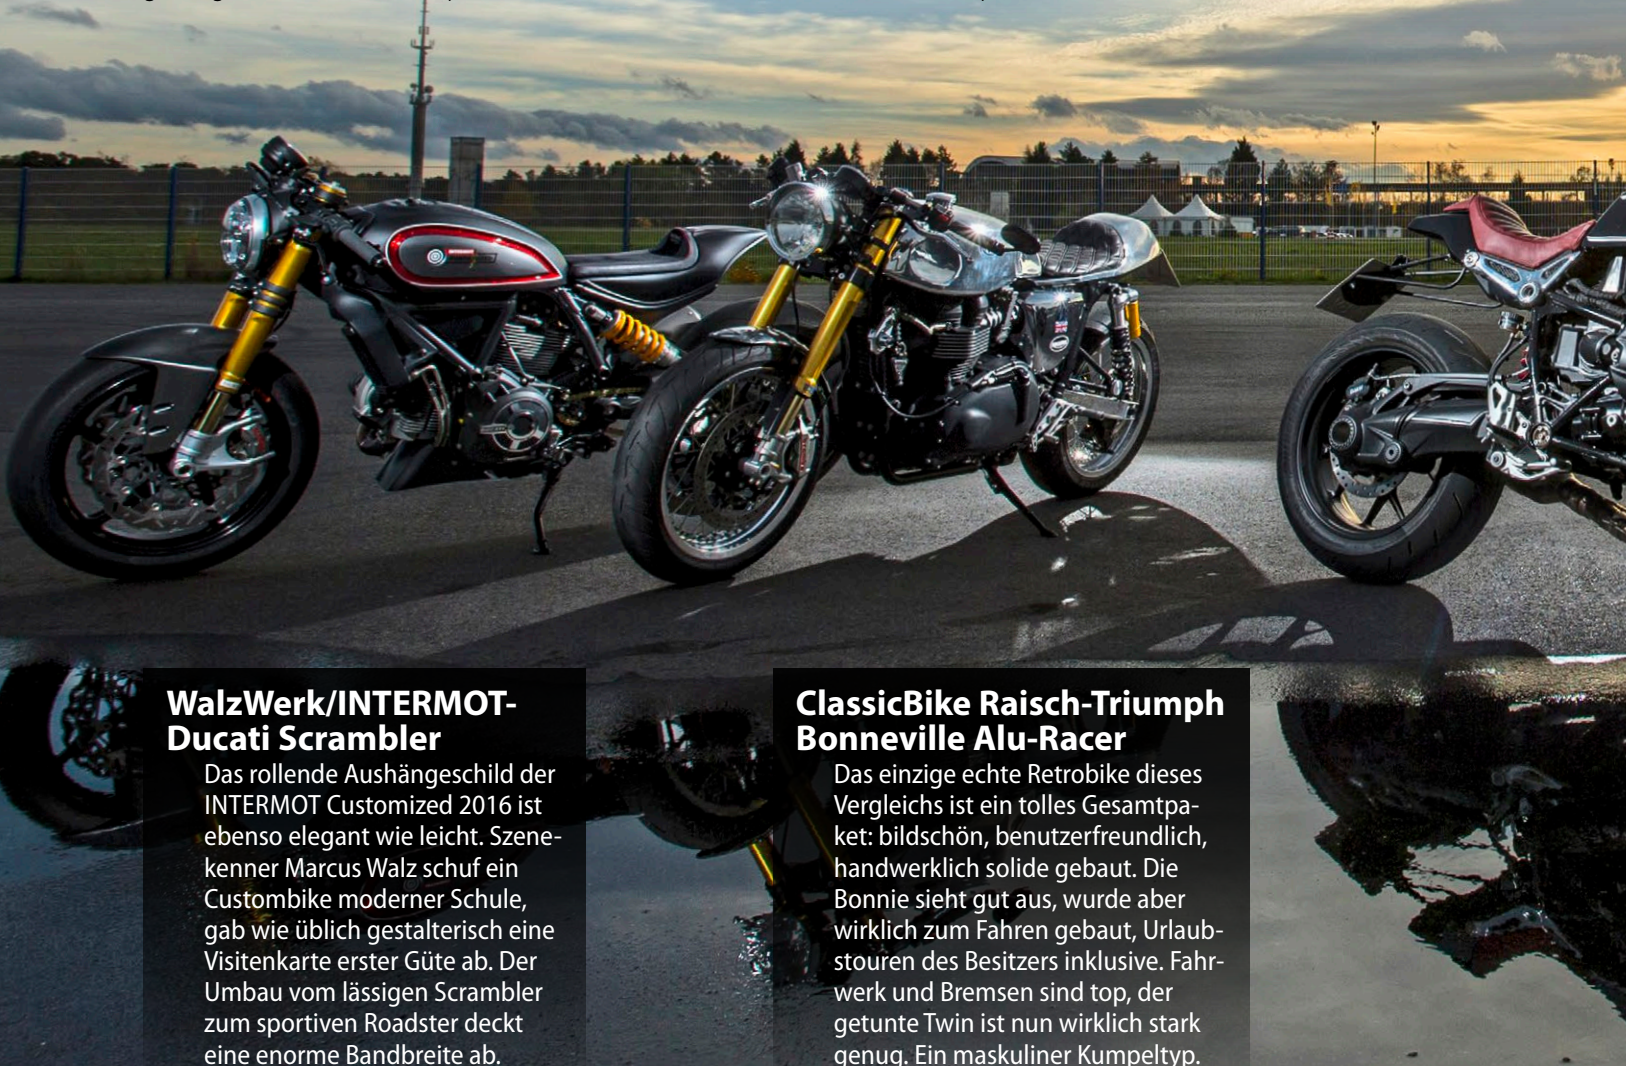 WalzWerk/INTERMOT-
Ducati Scrambler
Das rollende Aushängeschild der
INTERMOT Customized 2016 ist
ebenso elegant wie leicht. Szene-
kenner Marcus Walz schuf ein
Custombike moderner Schule,
gab wie üblich gestalterisch eine
Visitenkarte erster Güte ab. Der
Umbau vom lässigen Scrambler
zum sportiven Roadster deckt
eine enorme Bandbreite ab.
ClassicBike Raisch-Triumph
Bonneville Alu-Racer
Das einzige echte Retrobike dieses
Vergleichs ist ein tolles Gesamtpa-
ket: bildschön, benutzerfreundlich,
handwerklich solide gebaut. Die
Bonnie sieht gut aus, wurde aber
wirklich zum Fahren gebaut, Urlaub-
stouren des Besitzers inklusive. Fahr-
werk und Bremsen sind top, der
getunte Twin ist nun wirklich stark
genug. Ein maskuliner Kumpeltyp.